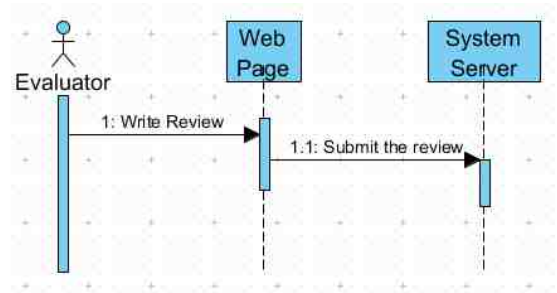 Web
Page
System
Server
Evaluator
1: Write Review
1.1: Submit the review